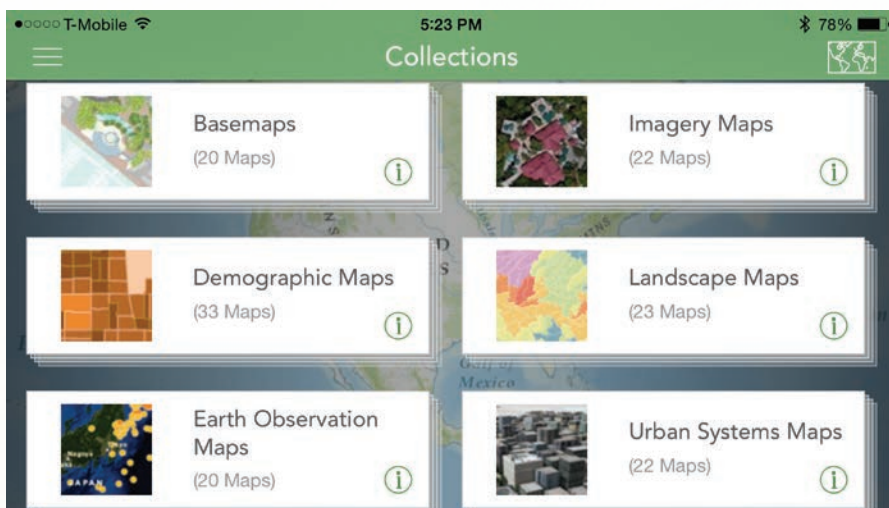 T-Mobile 5:23 PM 78%
Collections
Basemaps
(20 Maps)
Imagery Maps
(22 Maps)
Demographic Maps
(33 Maps)
Landscape Maps
(23 Maps)
Gulf of
Mexico
Earth Observation
Maps
(20 Maps)
Urban Systems Maps
(22 Maps)
Nagoya
JAPAN